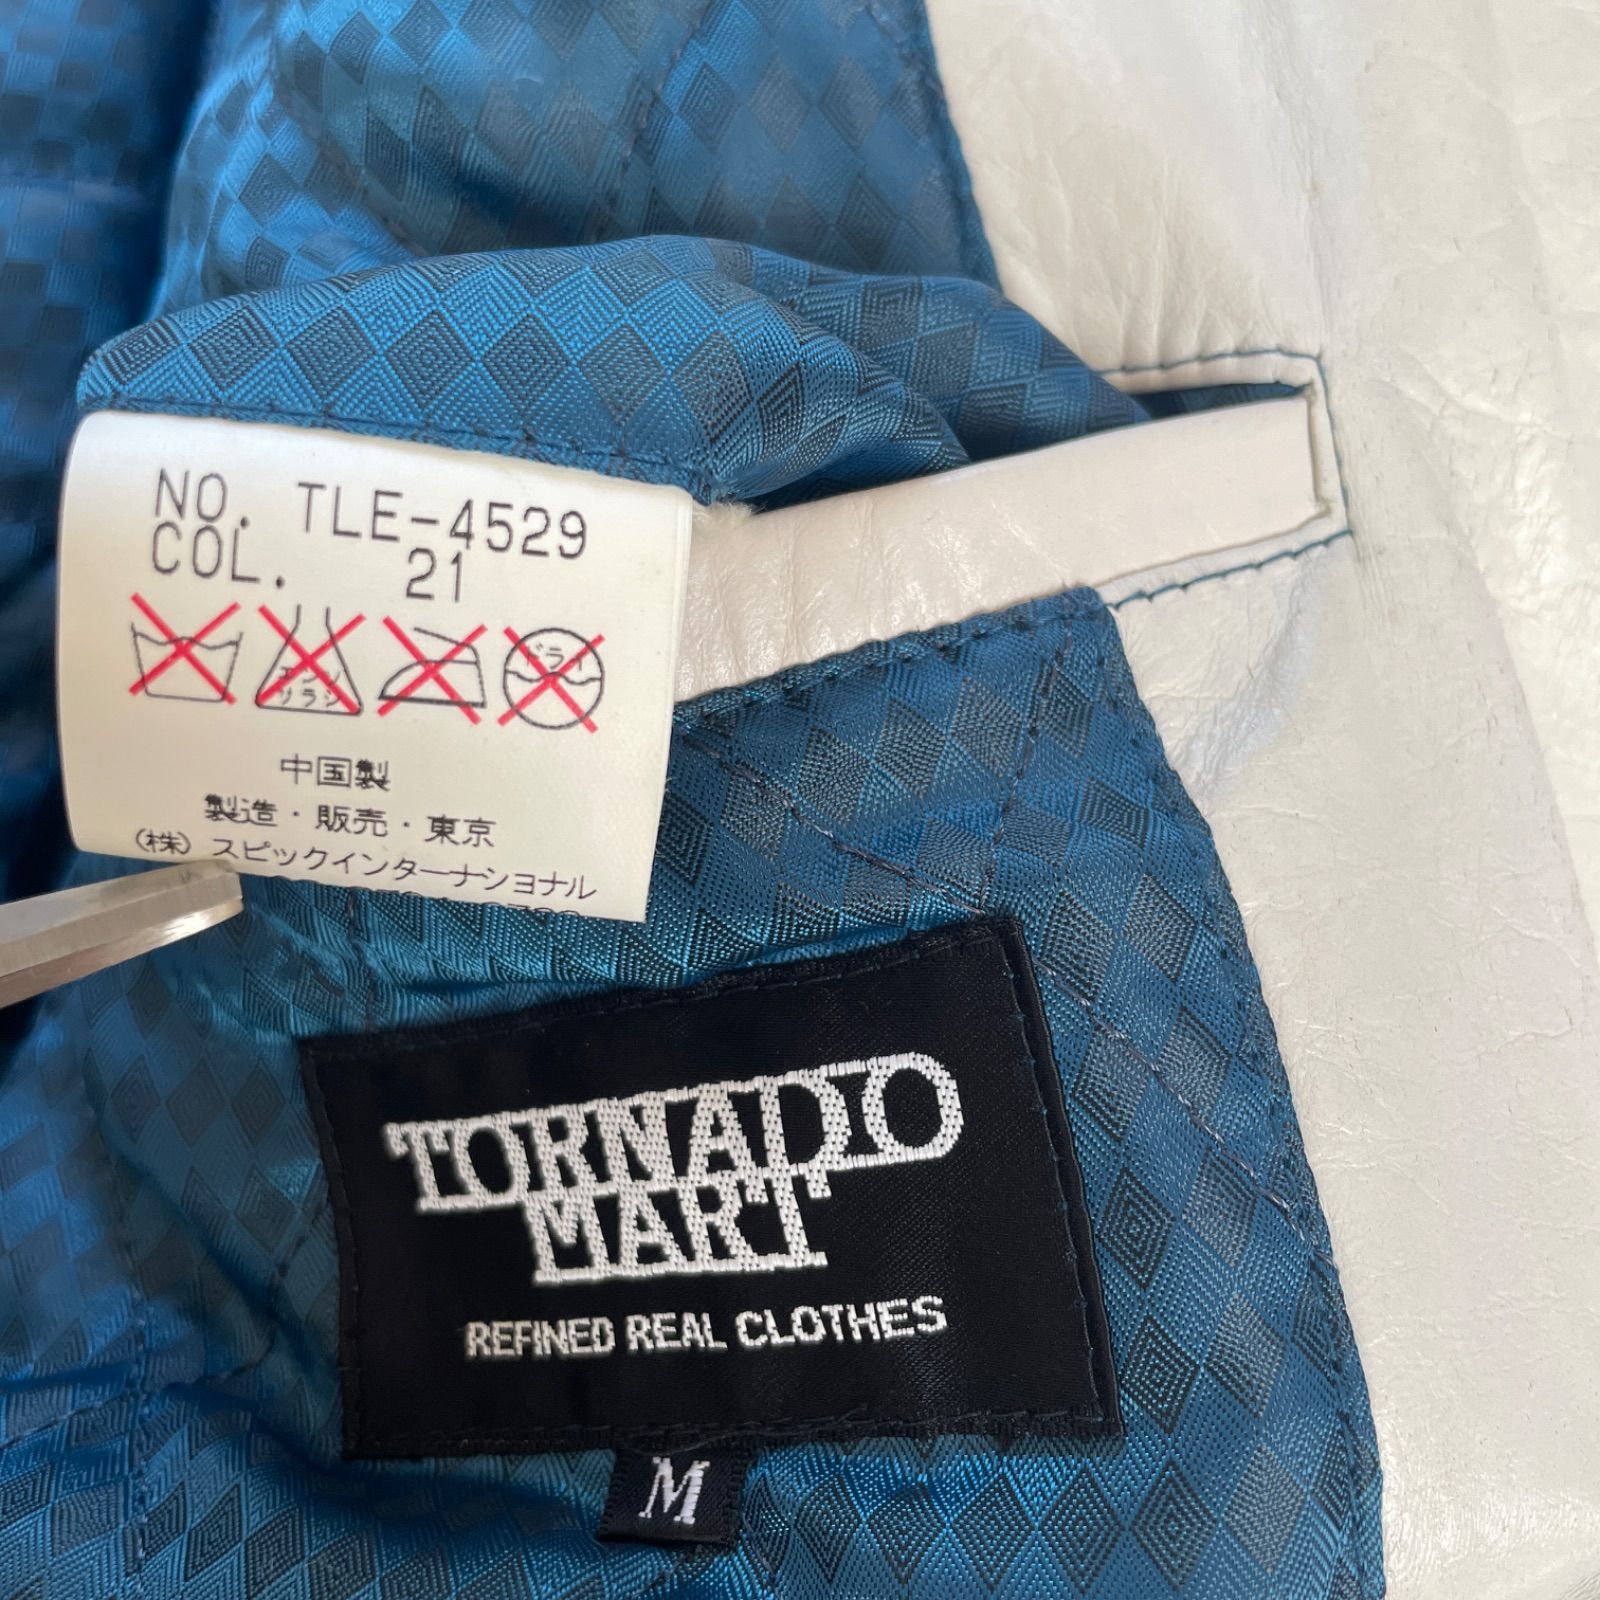 NO. TLE-4529
COL. 21
エンソ
サラシ
ドライ
中国製
製造・販売・東京
(株) スピックインターナショナル
TORNADO
MART
REFINED REAL CLOTHES
M